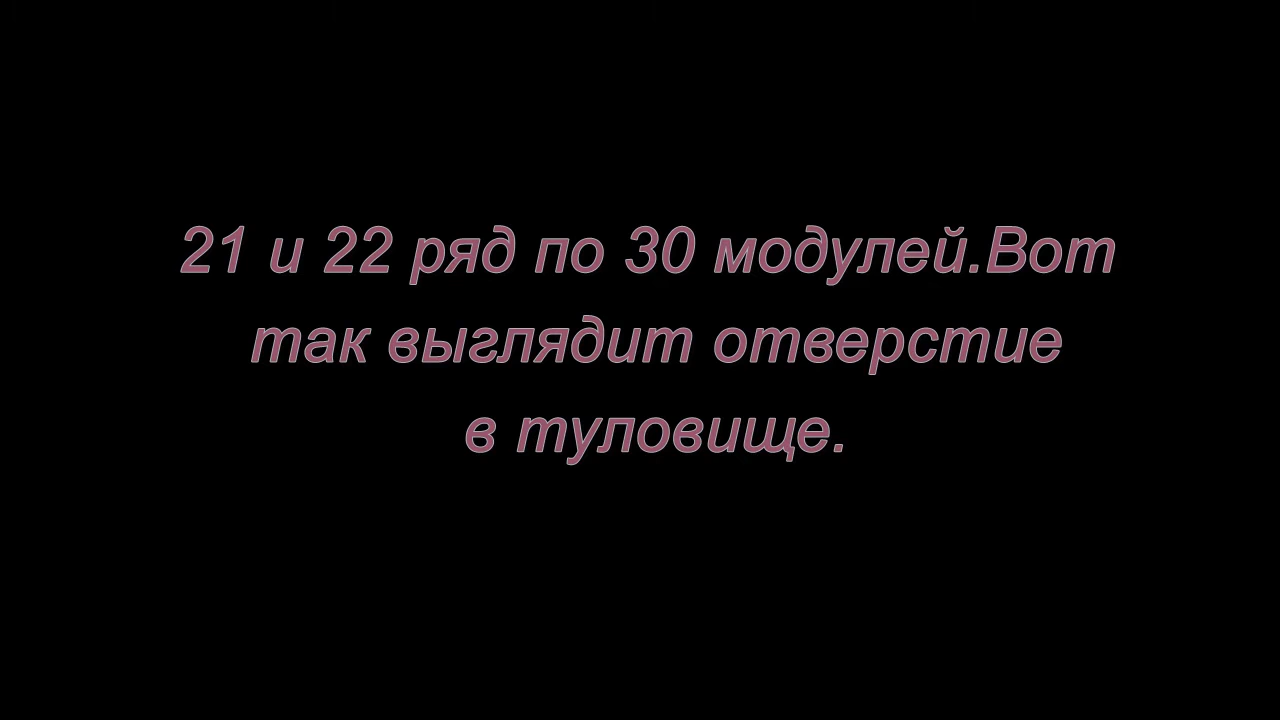 21 и 22 ряд по 30 модулей.Вот
так выглядит отверстие
в туловище.